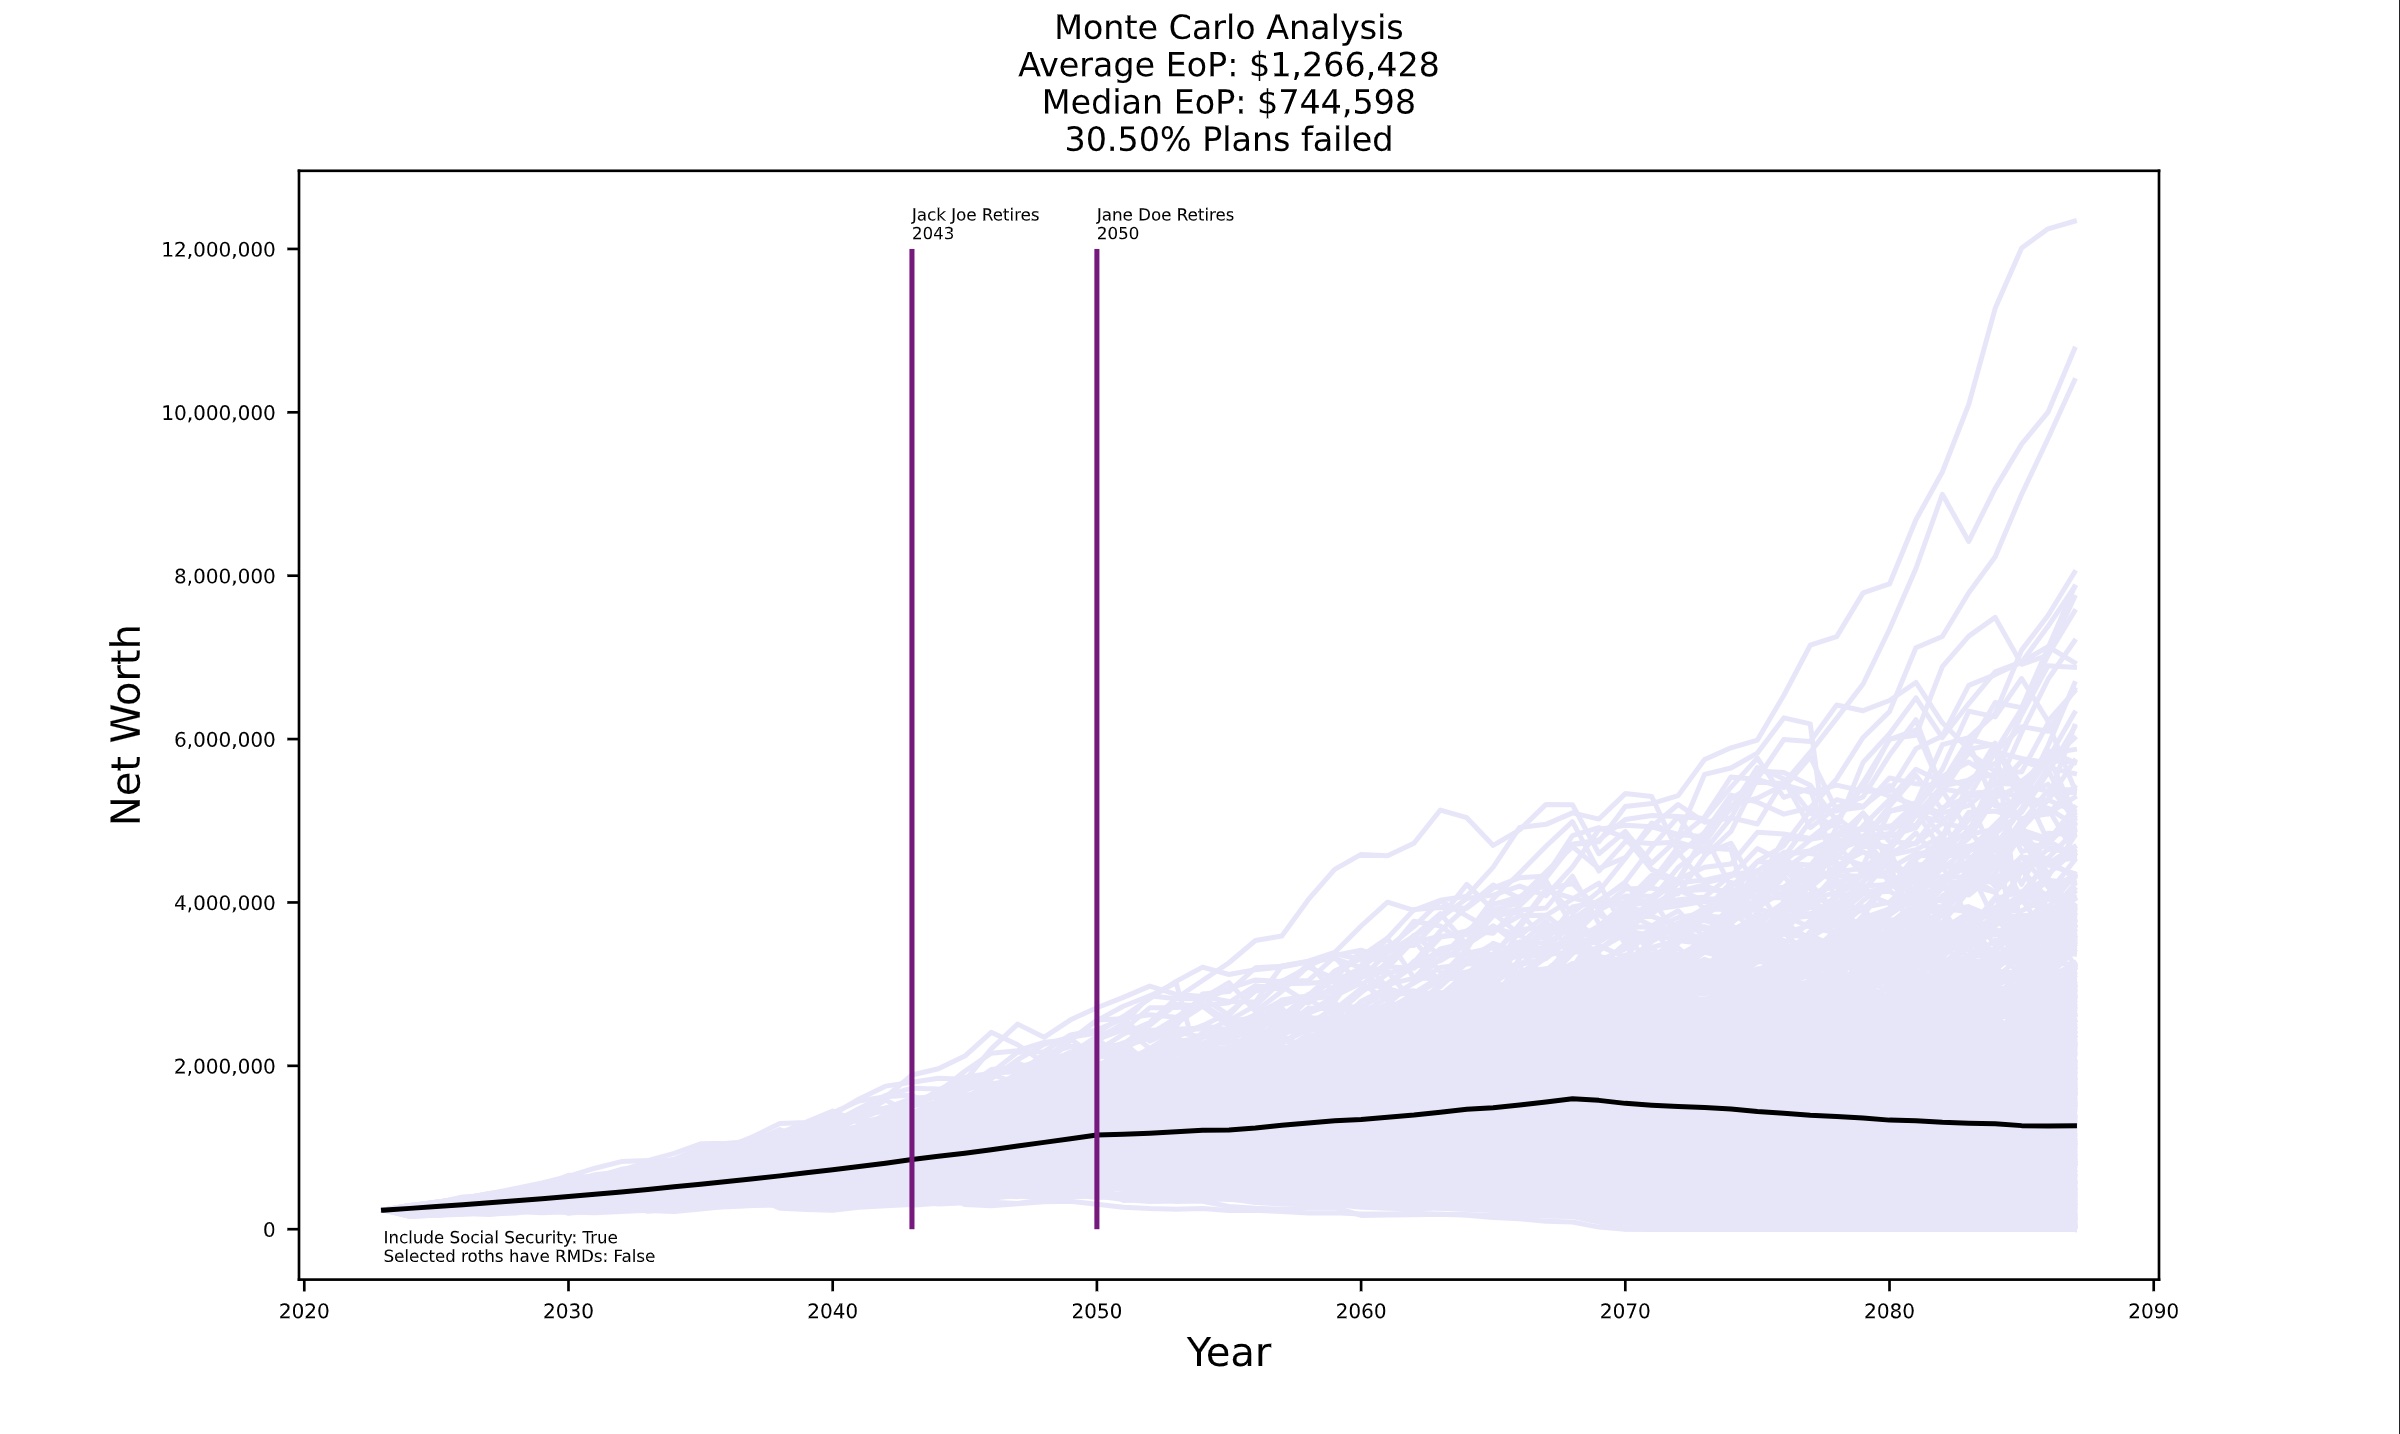 Monte Carlo Analysis
Average EoP: $1,266,428
Median EoP: $744,598
30.50% Plans failed
Jack Joe Retires
2043
Jane Doe Retires
2050
12,000,000
10,000,000
8,000,000
6,000,000
4,000,000
2,000,000
0
Net Worth
Include Social Security: True
Selected roths have RMDs: False
2020
2030
2040
2050
2060
2070
2080
2090
Year